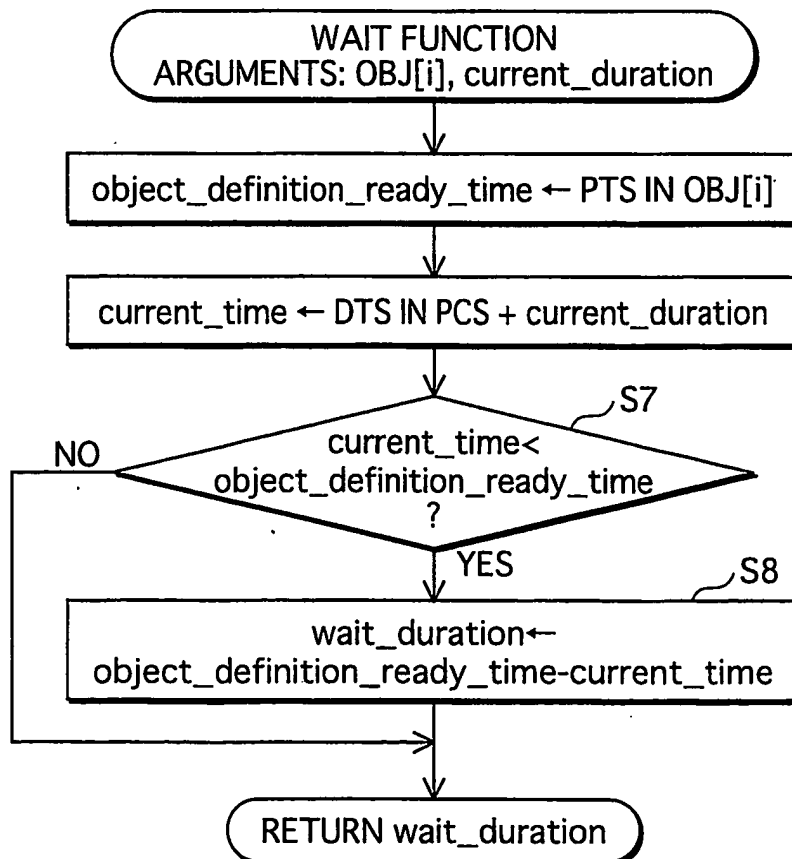 WAIT FUNCTION
ARGUMENTS: OBJ[i], current_duration
object_definition_ready_time ← PTS IN OBJ[i]
current_time ← DTS IN PCS + current_duration
S7
current_time<
object_definition_ready_time
?
NO
YES
S8
wait_duration←
object_definition_ready_time-current_time
RETURN wait_duration